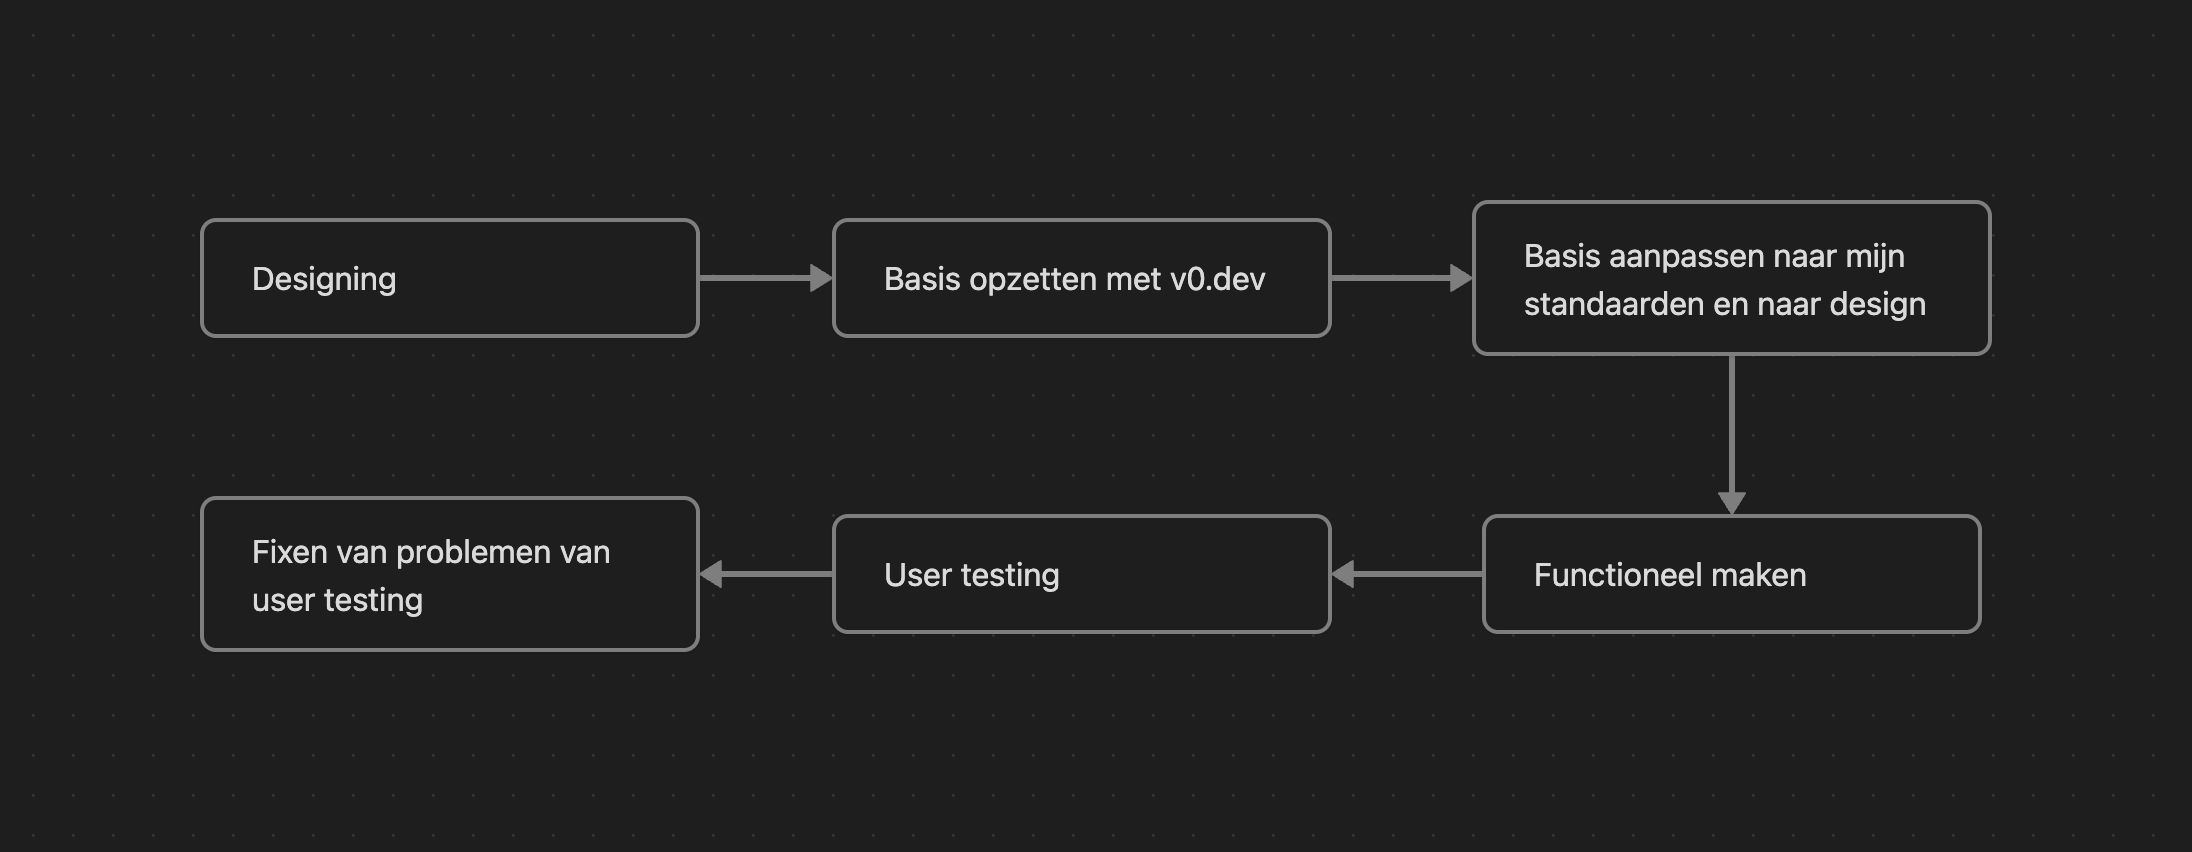 Designing
Basis opzetten met v0.dev
Basis aanpassen naar mijn
standaarden en naar design
Functioneel maken
User testing
Fixen van problemen van
user testing